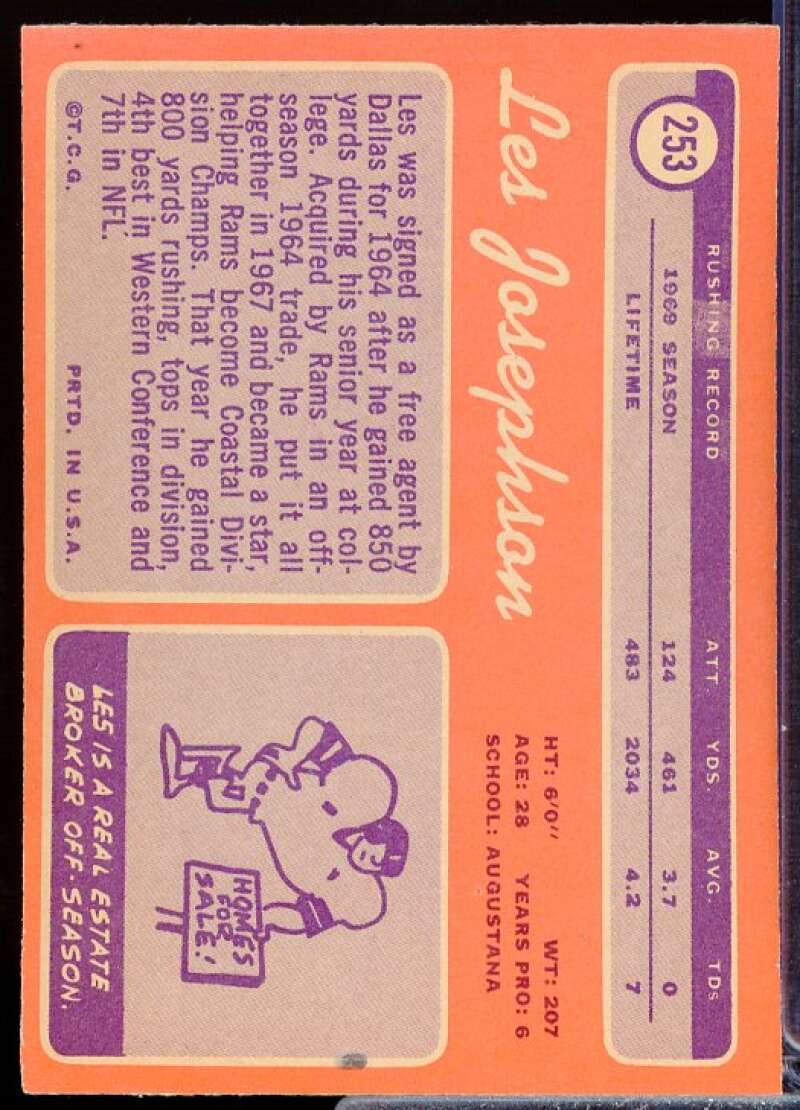 253
RUSHING RECORD ATT. YDS. AVG. TDS
1969 SEASON 124 461 3.7 0
LIFETIME 483 2034 4.2 7
Les Josephson
HT: 6'0" WT: 207
AGE: 28 YEARS PRO: 6
SCHOOL: AUGUSTANA
Les was signed as a free agent by
Dallas for 1964 after he gained 850
yards during his senior year at col-
lege. Acquired by Rams in an off-
season 1964 trade, he put it all
together in 1967 and became a star,
helping Rams become Coastal Divi-
sion Champs. That year he gained
800 yards rushing, tops in division,
4th best in Western Conference and
7th in NFL.
©T.C.G. PRTD. IN U.S.A.
HOMES
FOR
SALE!
LES IS A REAL ESTATE
BROKER OFF-SEASON.